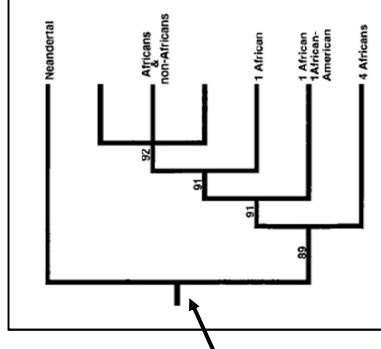 Neandertal
Africans
&
non-Africans
1 African
1 African
1African-
American
4 Africans
92
91
91
89